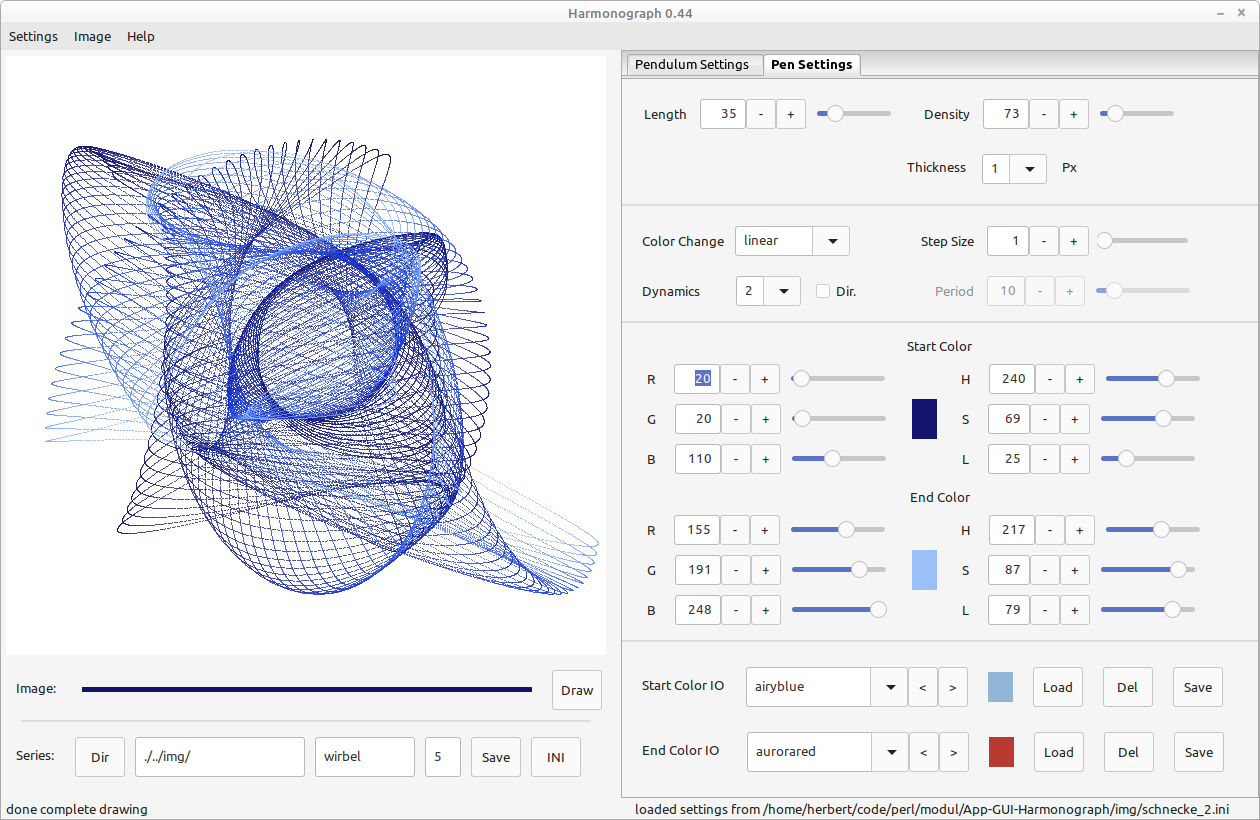 Harmonograph 0.44
Settings Image Help
Pendulum Settings Pen Settings
Length 35 - + Density 73 - +
Thickness 1 Px
Color Change linear Step Size 1 - +
Dynamics 2 Dir. Period 10 - +
Start Color
R 20 - + H 240 - +
G 20 - + S 69 - +
B 110 - + L 25 - +
End Color
R 155 - + H 217 - +
G 191 - + S 87 - +
B 248 - + L 79 - +
Start Color IO airyblue < > Load Del Save
End Color IO aurorared < > Load Del Save
Image: Draw
Series: Dir ./../img/ wirbel 5 Save INI
done complete drawing
loaded settings from /home/herbert/code/perl/modul/App-GUI-Harmonograph/img/schnecke_2.ini